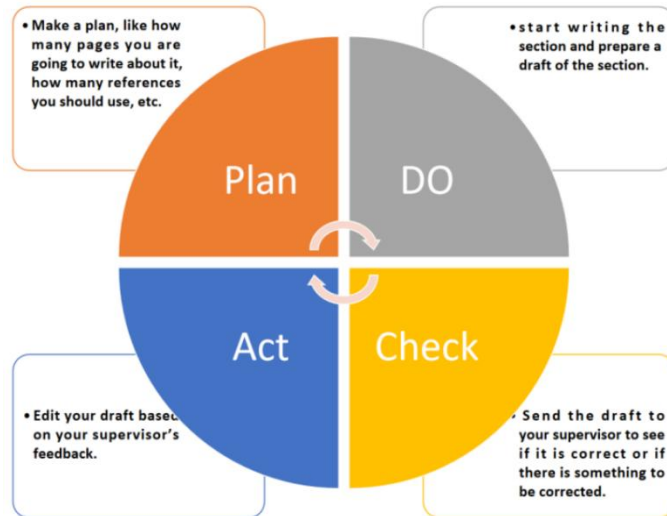 • Make a plan, like how
many pages you are
going to write about it,
how many references
you should use, etc.
• start writing the
section and prepare a
draft of the section.
Plan
DO
Act
Check
• Edit your draft based
on your supervisor's
feedback.
• Send the draft to
your supervisor to see
if it is correct or if
there is something to
be corrected.